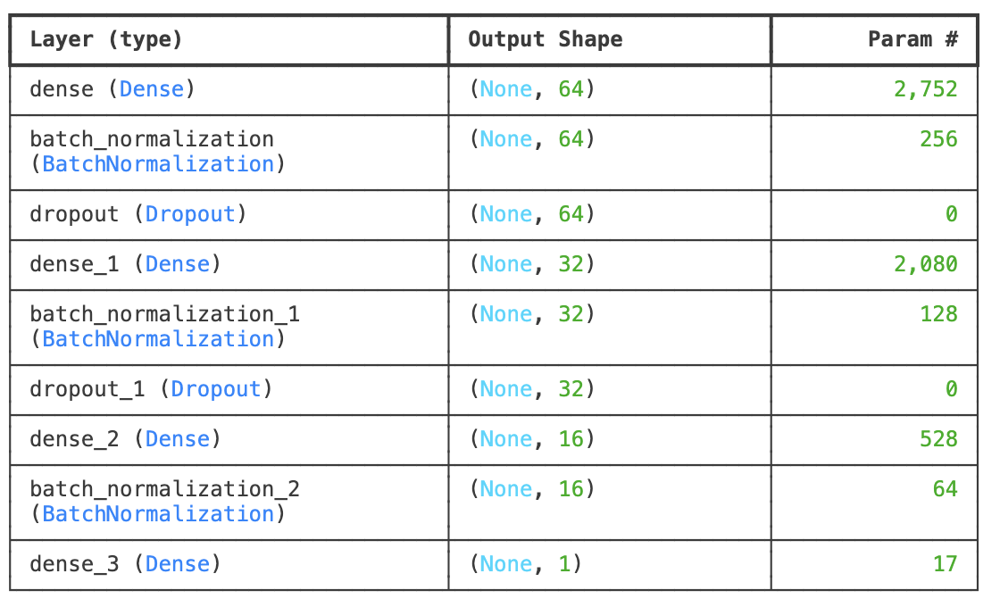 Layer (type) Output Shape Param #
dense (Dense) (None, 64) 2,752
batch_normalization (None, 64) 256
(BatchNormalization)
dropout (Dropout) (None, 64) 0
dense_1 (Dense) (None, 32) 2,080
batch_normalization_1 (None, 32) 128
(BatchNormalization)
dropout_1 (Dropout) (None, 32) 0
dense_2 (Dense) (None, 16) 528
batch_normalization_2 (None, 16) 64
(BatchNormalization)
dense_3 (Dense) (None, 1) 17